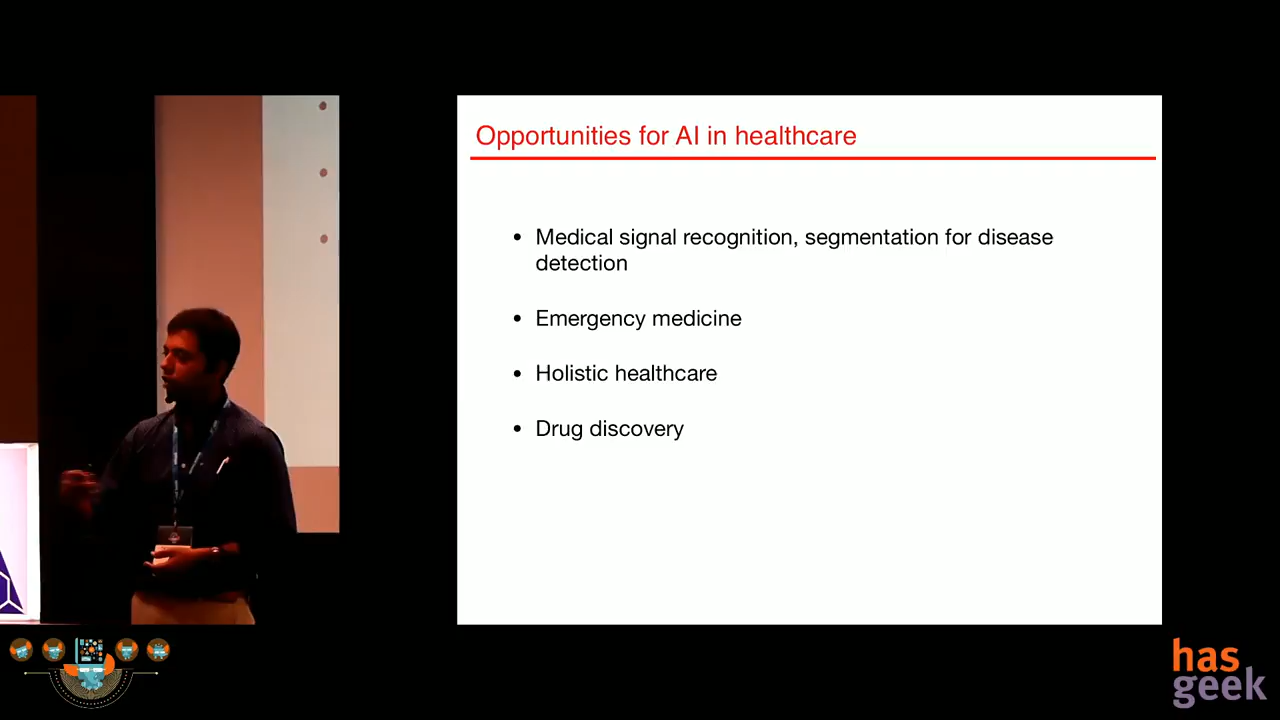 Opportunities for AI in healthcare
• Medical signal recognition, segmentation for disease
detection
• Emergency medicine
• Holistic healthcare
• Drug discovery
has
geek